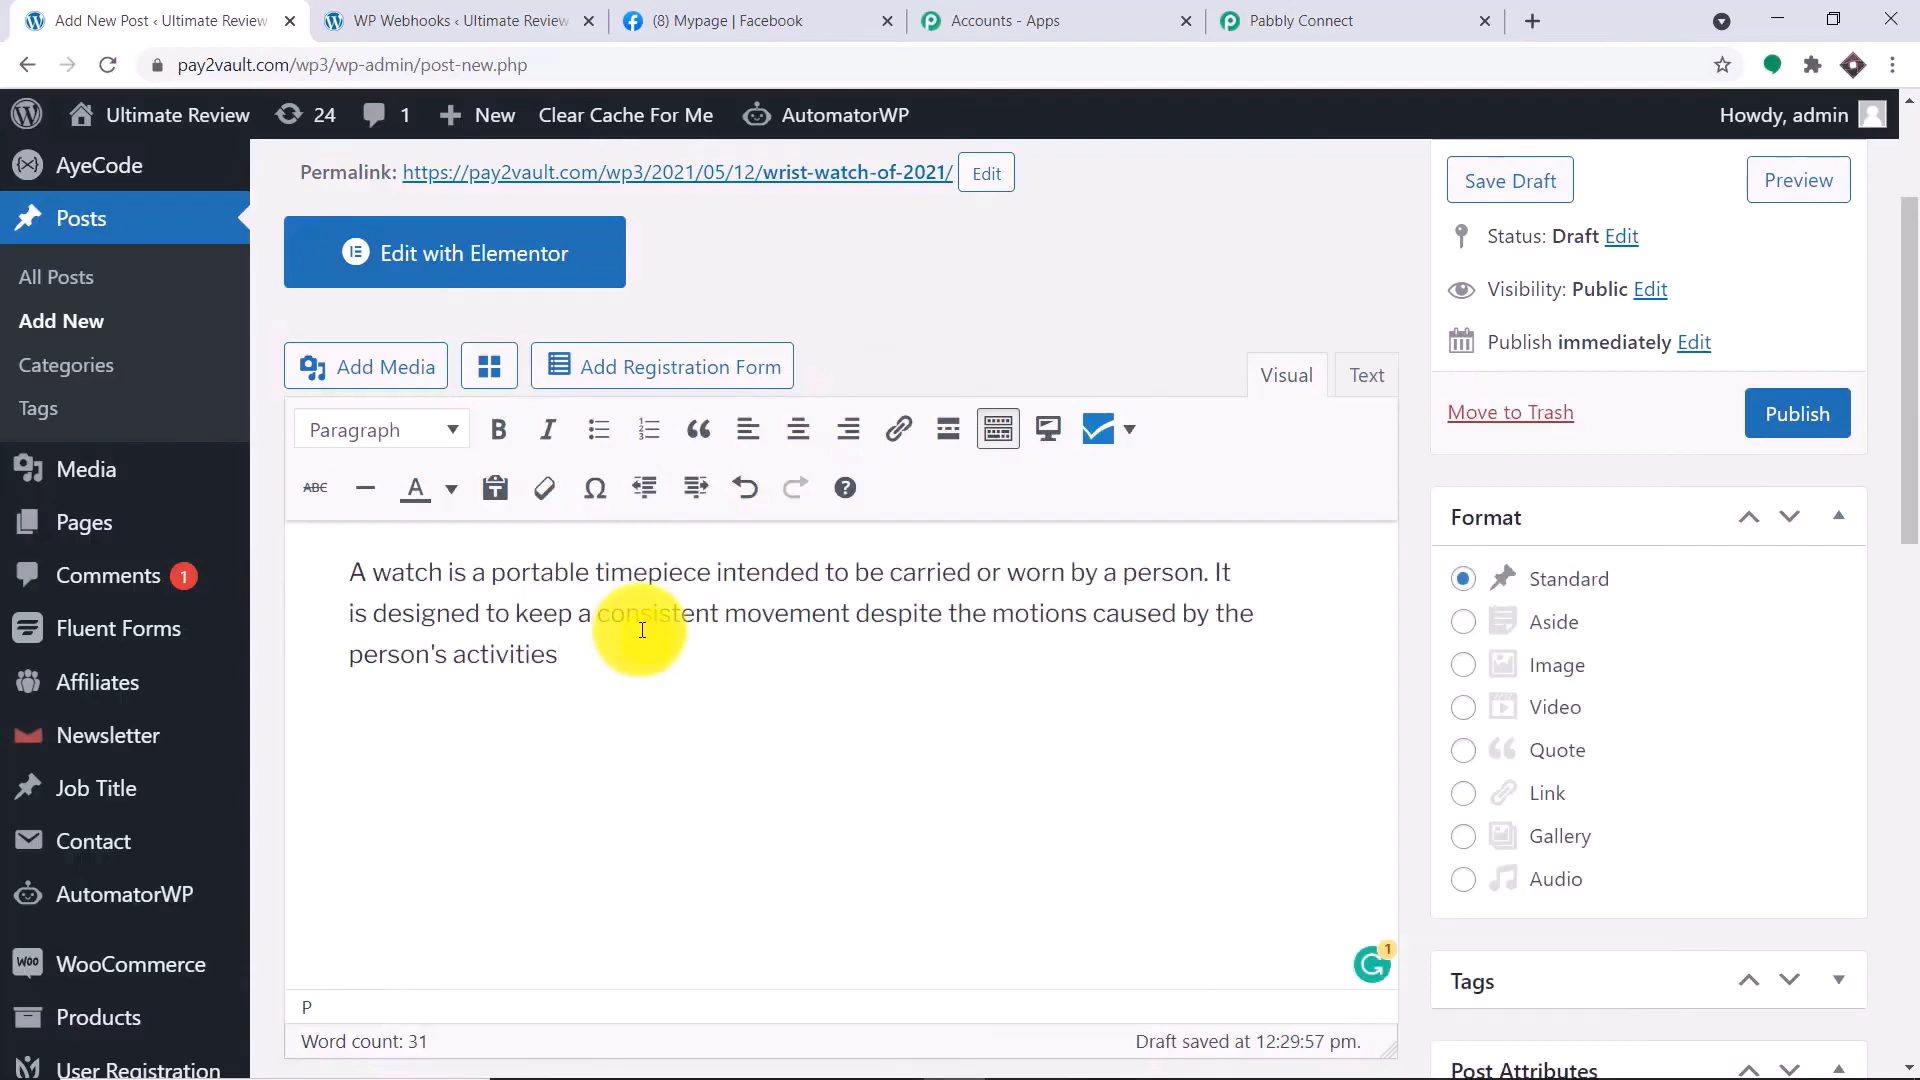 Add New Post ‹ Ultimate Review
WP Webhooks ‹ Ultimate Review
(8) Mypage | Facebook
Accounts - Apps
Pabbly Connect
pay2vault.com/wp3/wp-admin/post-new.php
Ultimate Review
24
1
New
Clear Cache For Me
AutomatorWP
Howdy, admin
AyeCode
Posts
All Posts
Add New
Categories
Tags
Media
Pages
Comments 1
Fluent Forms
Affiliates
Newsletter
Job Title
Contact
AutomatorWP
WOO WooCommerce
Products
User Registration
Permalink: https://pay2vault.com/wp3/2021/05/12/wrist-watch-of-2021/ Edit
Edit with Elementor
Add Media
Add Registration Form
Visual
Text
Paragraph
B
I
ABC
A
T
Ω
?
A watch is a portable timepiece intended to be carried or worn by a person. It
is designed to keep a consistent movement despite the motions caused by the
person's activities
1
P
Word count: 31
Draft saved at 12:29:57 pm.
Save Draft
Preview
Status: Draft Edit
Visibility: Public Edit
Publish immediately Edit
Move to Trash
Publish
Format
Standard
Aside
Image
Video
Quote
Link
Gallery
Audio
Tags
Post Attributes